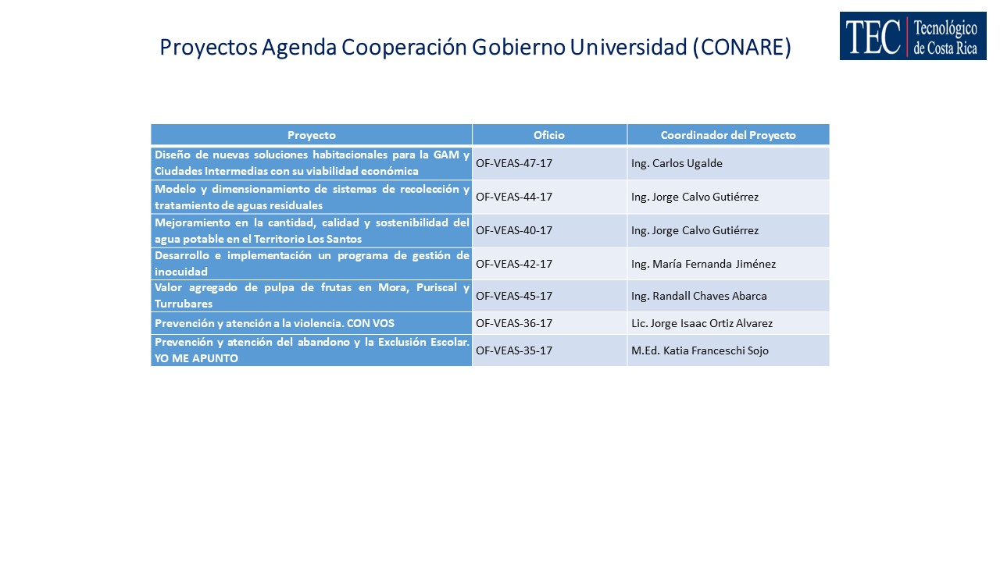 Proyectos Agenda Cooperación Gobierno Universidad (CONARE)
TEC Tecnológico
de Costa Rica
Proyecto Oficio Coordinador del Proyecto
Diseño de nuevas soluciones habitacionales para la GAM y
Ciudades Intermedias con su viabilidad económica
OF-VEAS-47-17 Ing. Carlos Ugalde
Modelo y dimensionamiento de sistemas de recolección y
tratamiento de aguas residuales
OF-VEAS-44-17 Ing. Jorge Calvo Gutiérrez
Mejoramiento en la cantidad, calidad y sostenibilidad del
agua potable en el Territorio Los Santos
OF-VEAS-40-17 Ing. Jorge Calvo Gutiérrez
Desarrollo e implementación un programa de gestión de
inocuidad
OF-VEAS-42-17 Ing. María Fernanda Jiménez
Valor agregado de pulpa de frutas en Mora, Puriscal y
Turrubares
OF-VEAS-45-17 Ing. Randall Chaves Abarca
Prevención y atención a la violencia. CON VOS OF-VEAS-36-17 Lic. Jorge Isaac Ortiz Alvarez
Prevención y atención del abandono y la Exclusión Escolar.
YO ME APUNTO
OF-VEAS-35-17 M.Ed. Katia Franceschi Sojo